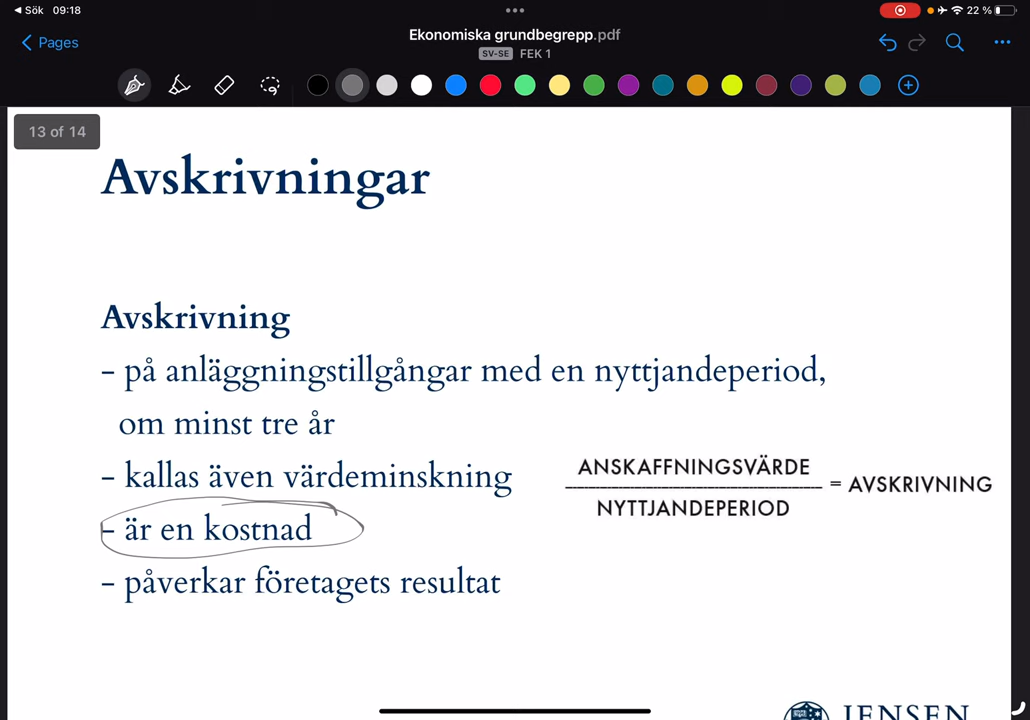 Sök 09:18
22 %
Pages
Ekonomiska grundbegrepp.pdf
SV-SE FEK 1
13 of 14
Avskrivningar
Avskrivning
- på anläggningstillgångar med en nyttjandeperiod,
om minst tre år
- kallas även värdeminskning
- är en kostnad
- påverkar företagets resultat
ANSKAFFNINGSVÄRDE
NYTTJANDEPERIOD
= AVSKRIVNING
JENSEN